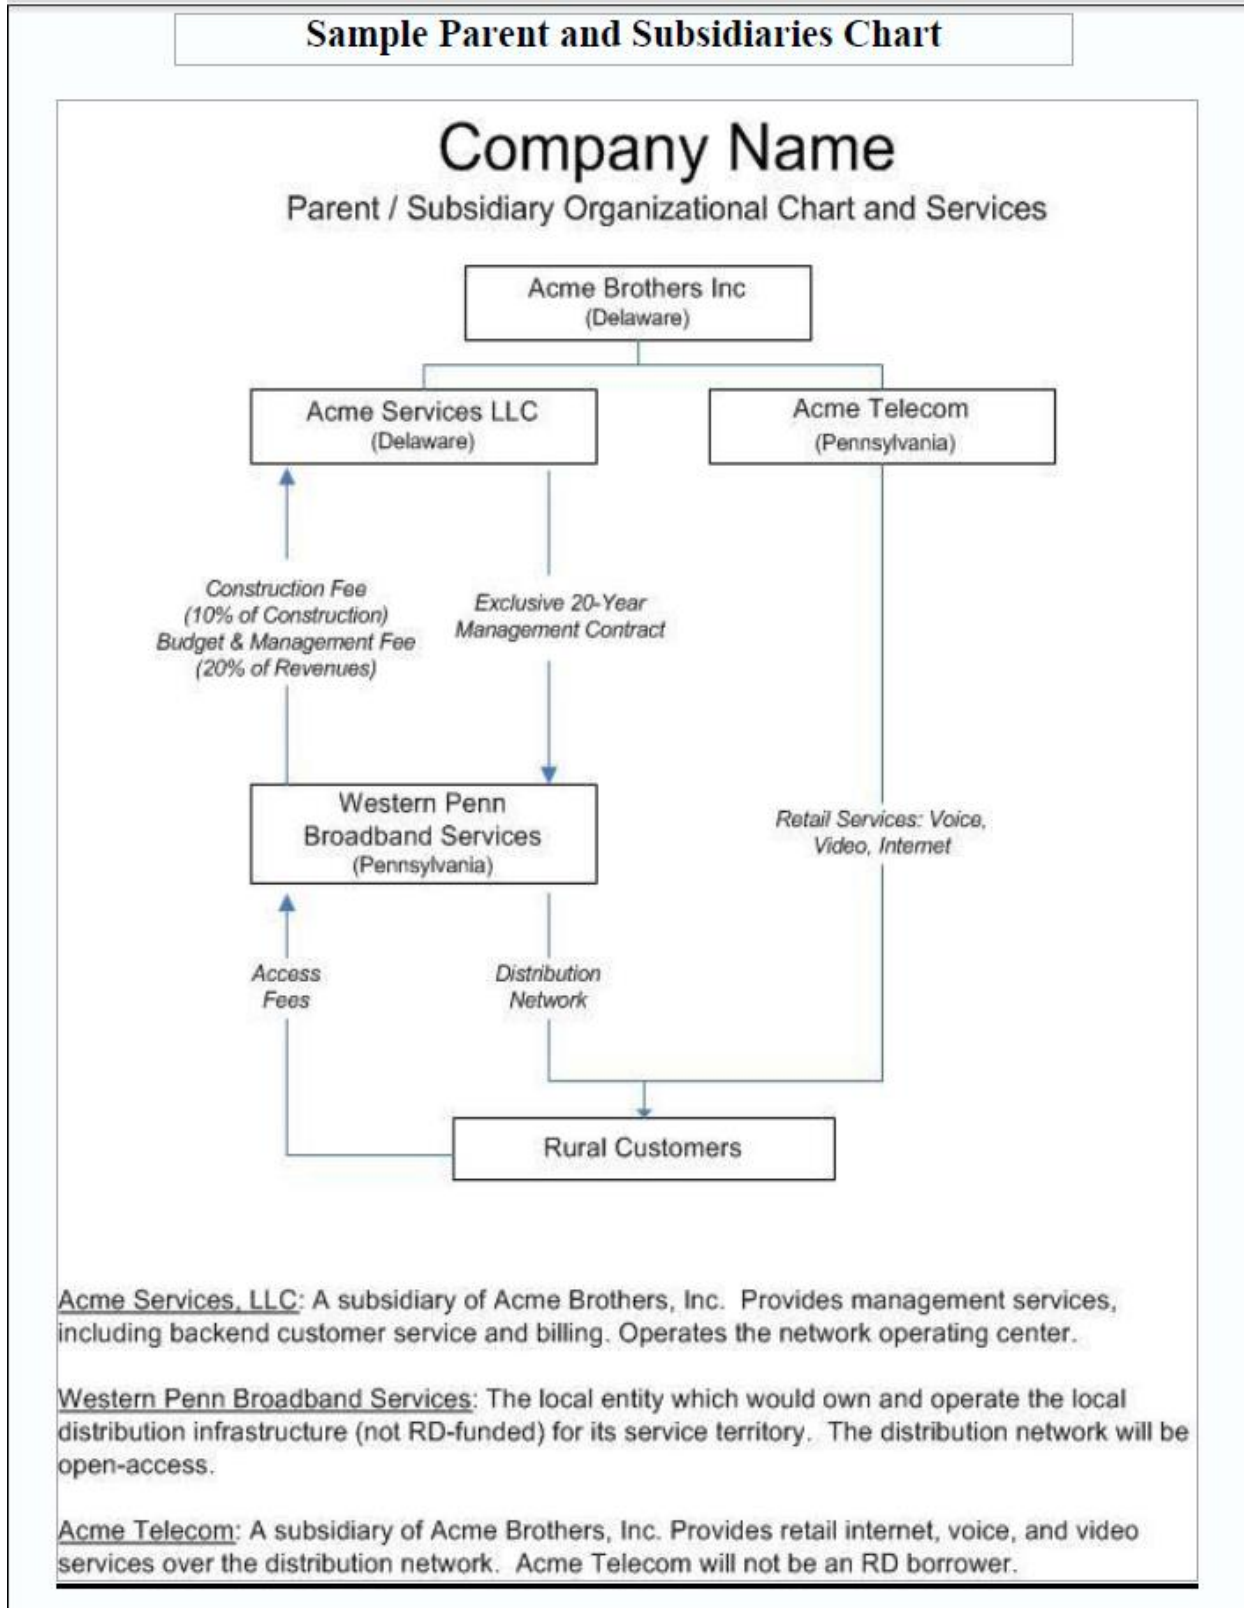 Sample Parent and Subsidiaries Chart
Company Name
Parent / Subsidiary Organizational Chart and Services
Acme Brothers Inc
(Delaware)
Acme Services LLC
(Delaware)
Acme Telecom
(Pennsylvania)
Construction Fee
(10% of Construction)
Budget & Management Fee
(20% of Revenues)
Exclusive 20-Year
Management Contract
Western Penn
Broadband Services
(Pennsylvania)
Retail Services: Voice,
Video, Internet
Access
Fees
Distribution
Network
Rural Customers
Acme Services, LLC: A subsidiary of Acme Brothers, Inc.  Provides management services,
including backend customer service and billing. Operates the network operating center.
Western Penn Broadband Services: The local entity which would own and operate the local
distribution infrastructure (not RD-funded) for its service territory.  The distribution network will be
open-access.
Acme Telecom: A subsidiary of Acme Brothers, Inc. Provides retail internet, voice, and video
services over the distribution network.  Acme Telecom will not be an RD borrower.